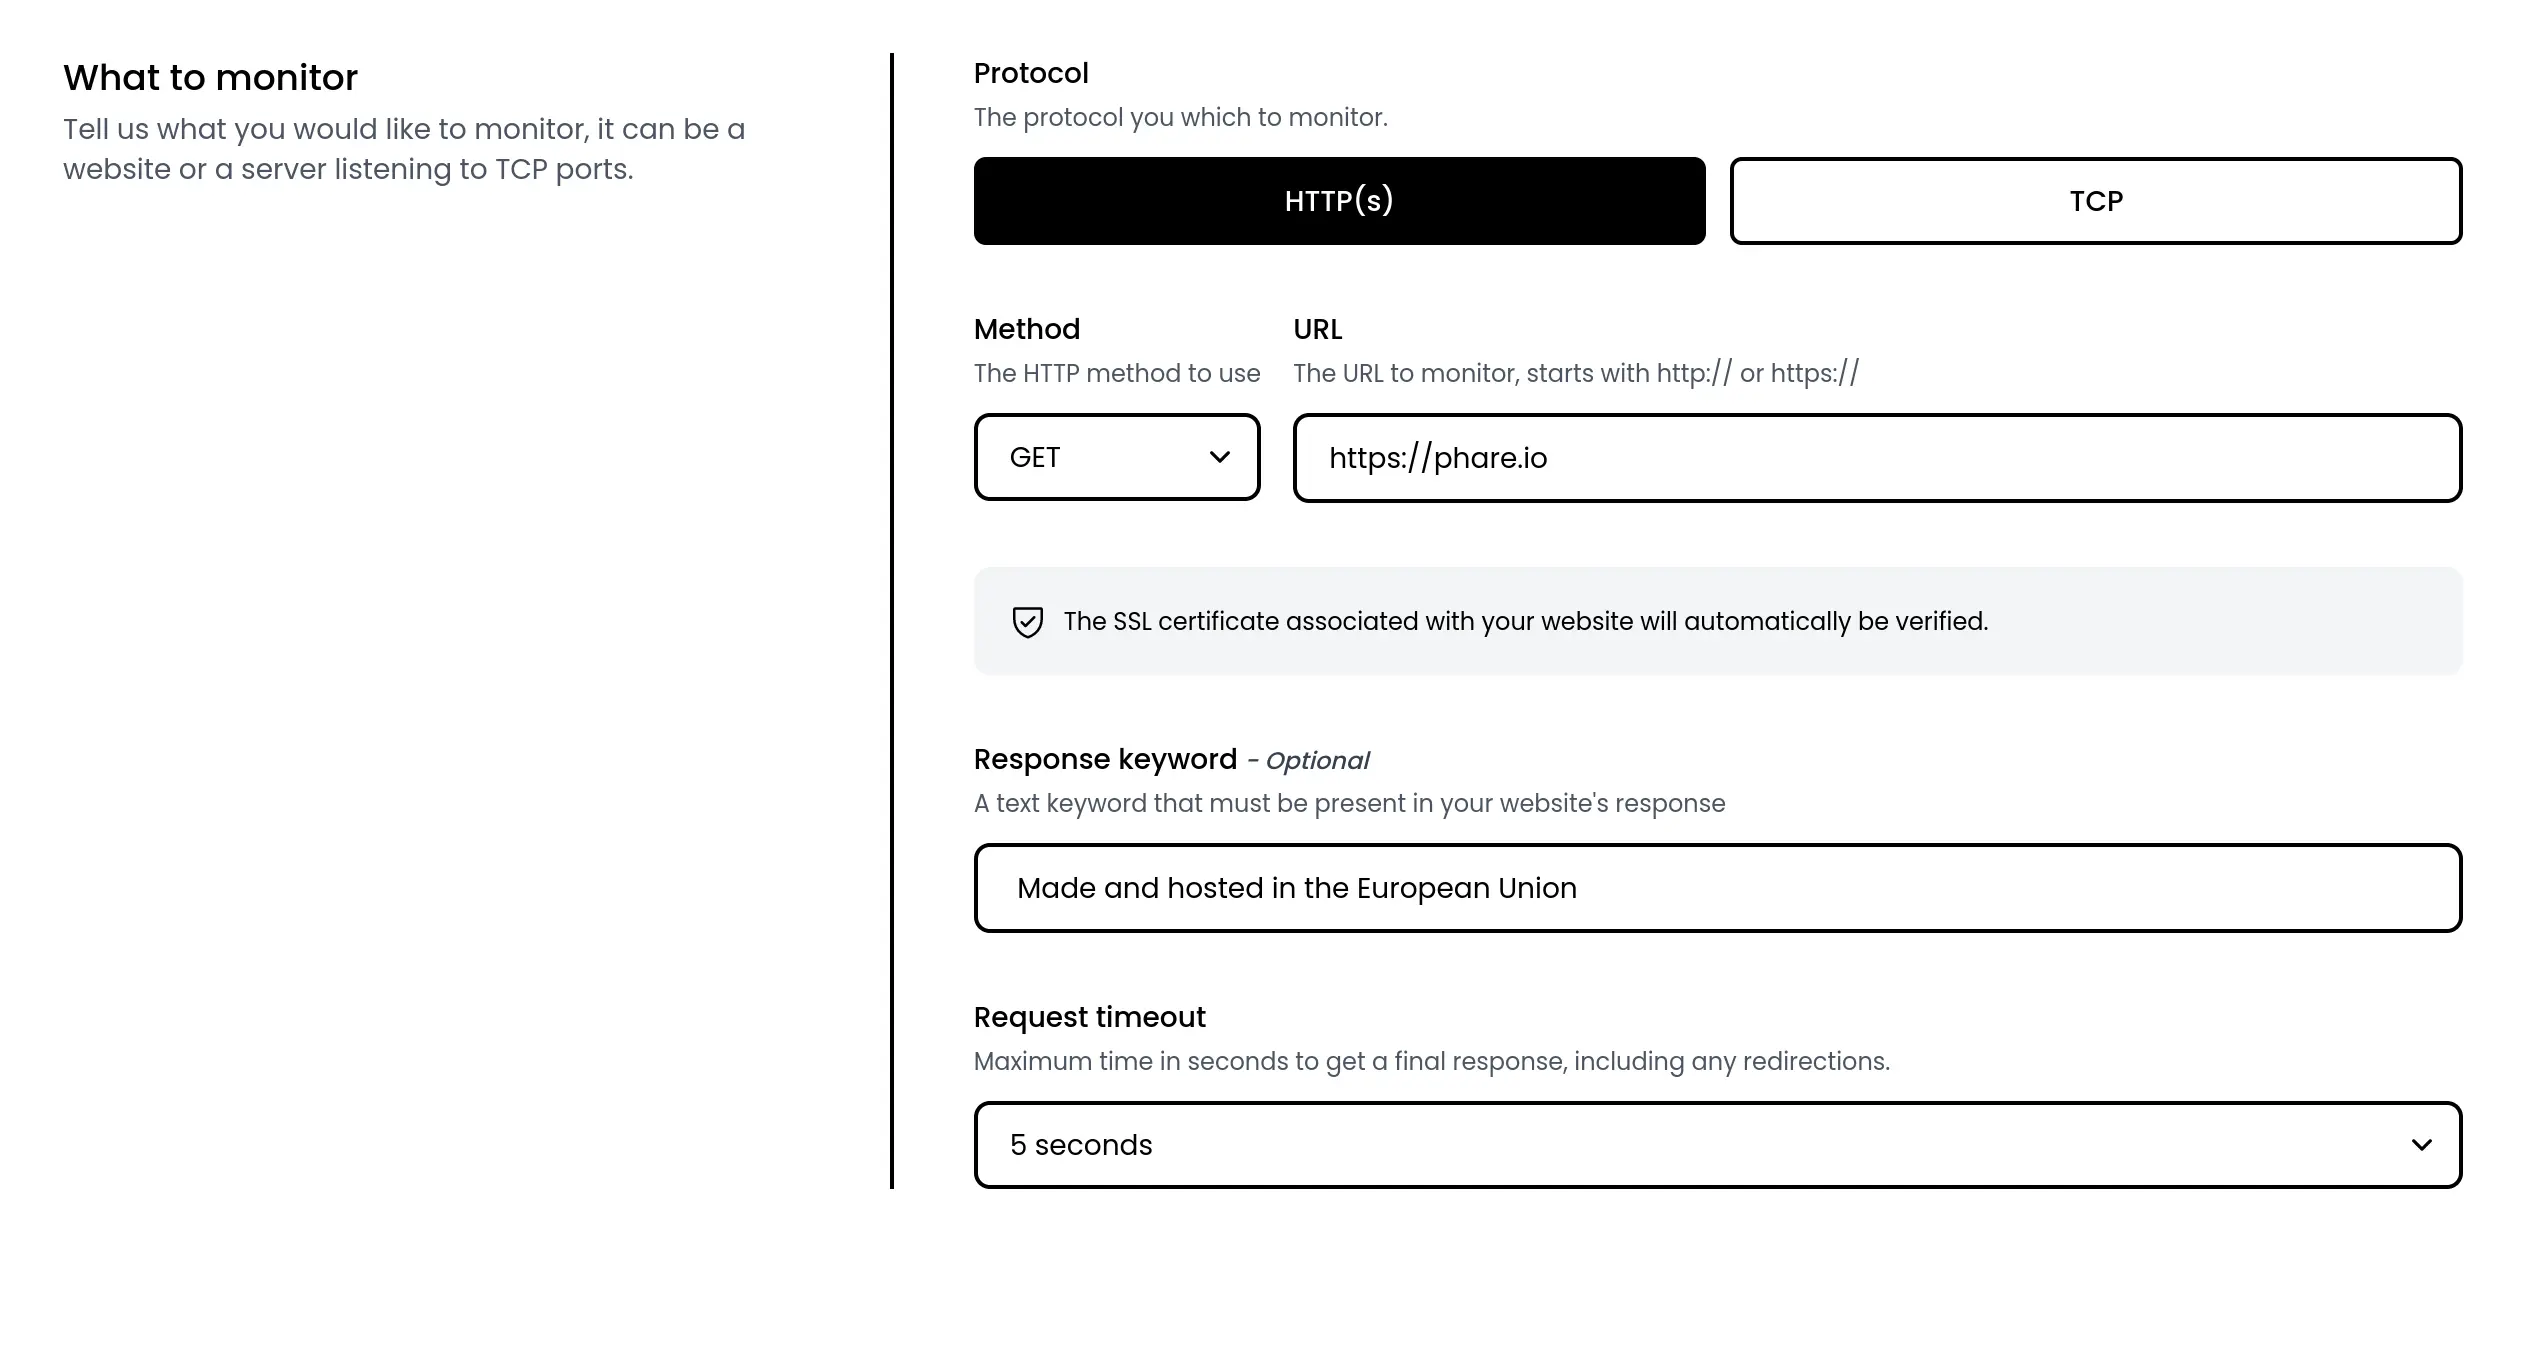 What to monitor
Tell us what you would like to monitor, it can be a
website or a server listening to TCP ports.
Protocol
The protocol you which to monitor.
HTTP(s)
TCP
Method
The HTTP method to use
GET
URL
The URL to monitor, starts with http:// or https://
https://phare.io
The SSL certificate associated with your website will automatically be verified.
Response keyword - Optional
A text keyword that must be present in your website's response
Made and hosted in the European Union
Request timeout
Maximum time in seconds to get a final response, including any redirections.
5 seconds